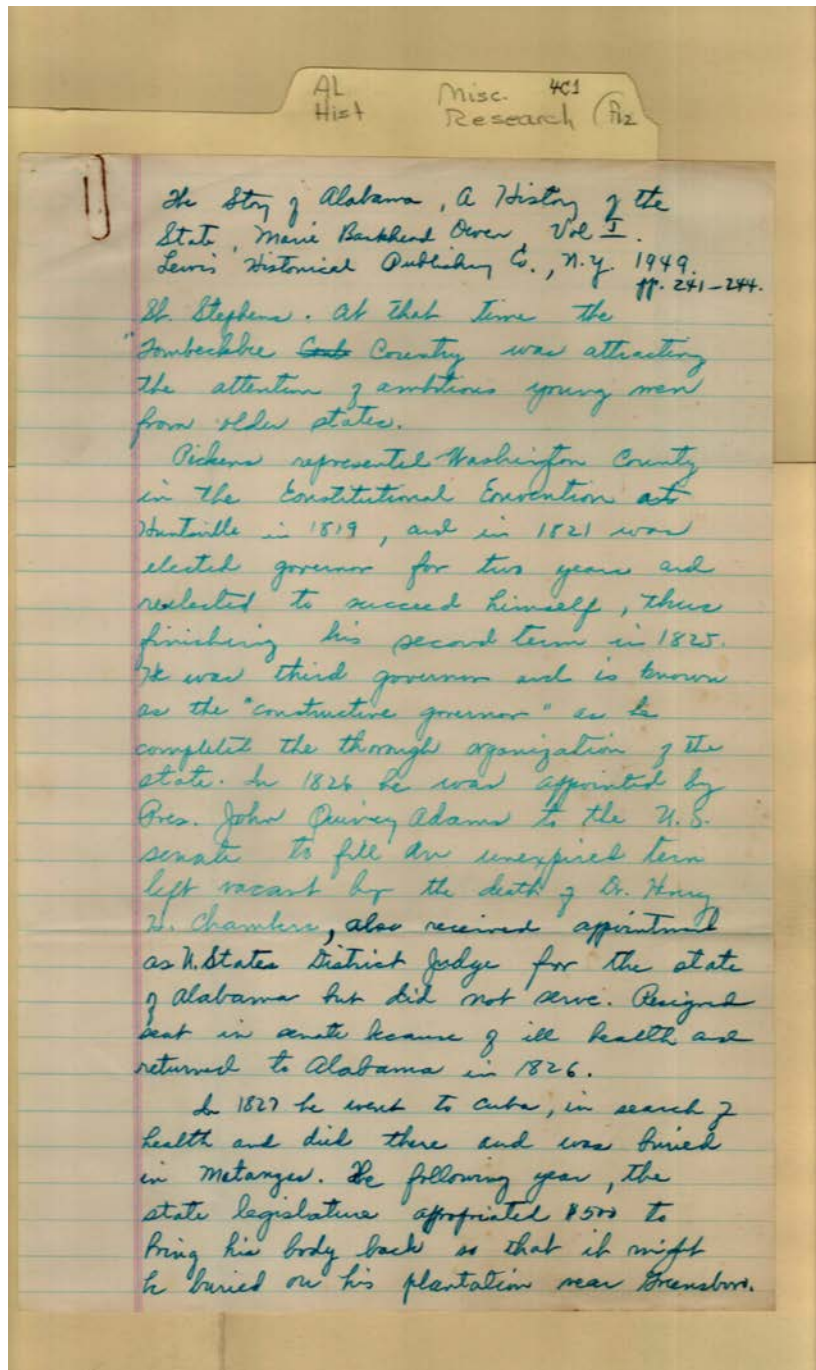 AL Misc. 4C1
Hist Research Pt2
The Story of Alabama, A History of the
State, Marie Bankhead Owen, Vol I.
Lewis Historical Publishing Co., N.Y. 1949.
pp. 241-244.
St. Stephens. At that time the
"Tombeckbee Country was attracting
the attention of ambitious young men
from older states.
Pickens represented Washington County
in the Constitutional Convention at
Huntsville in 1819, and in 1821 was
elected governor for two years and
reelected to succeed himself, thus
finishing his second term in 1825.
He was third governor and is known
as the "constructive governor" as he
completed the thorough organization of the
state. In 1826 he was appointed by
Pres. John Quincy Adams to the U.S.
senate to fill an unexpired term
left vacant by the death of Dr. Henry
W. Chambers, also received appointment
as U. States District Judge for the state
of Alabama but did not serve. Resigned
seat in senate because of ill health and
returned to Alabama in 1826.
In 1827 he went to Cuba, in search of
health and died there and was buried
in Matanzas. The following year, the
state legislature appropriated $500 to
bring his body back so that it might
be buried on his plantation near Greensboro.